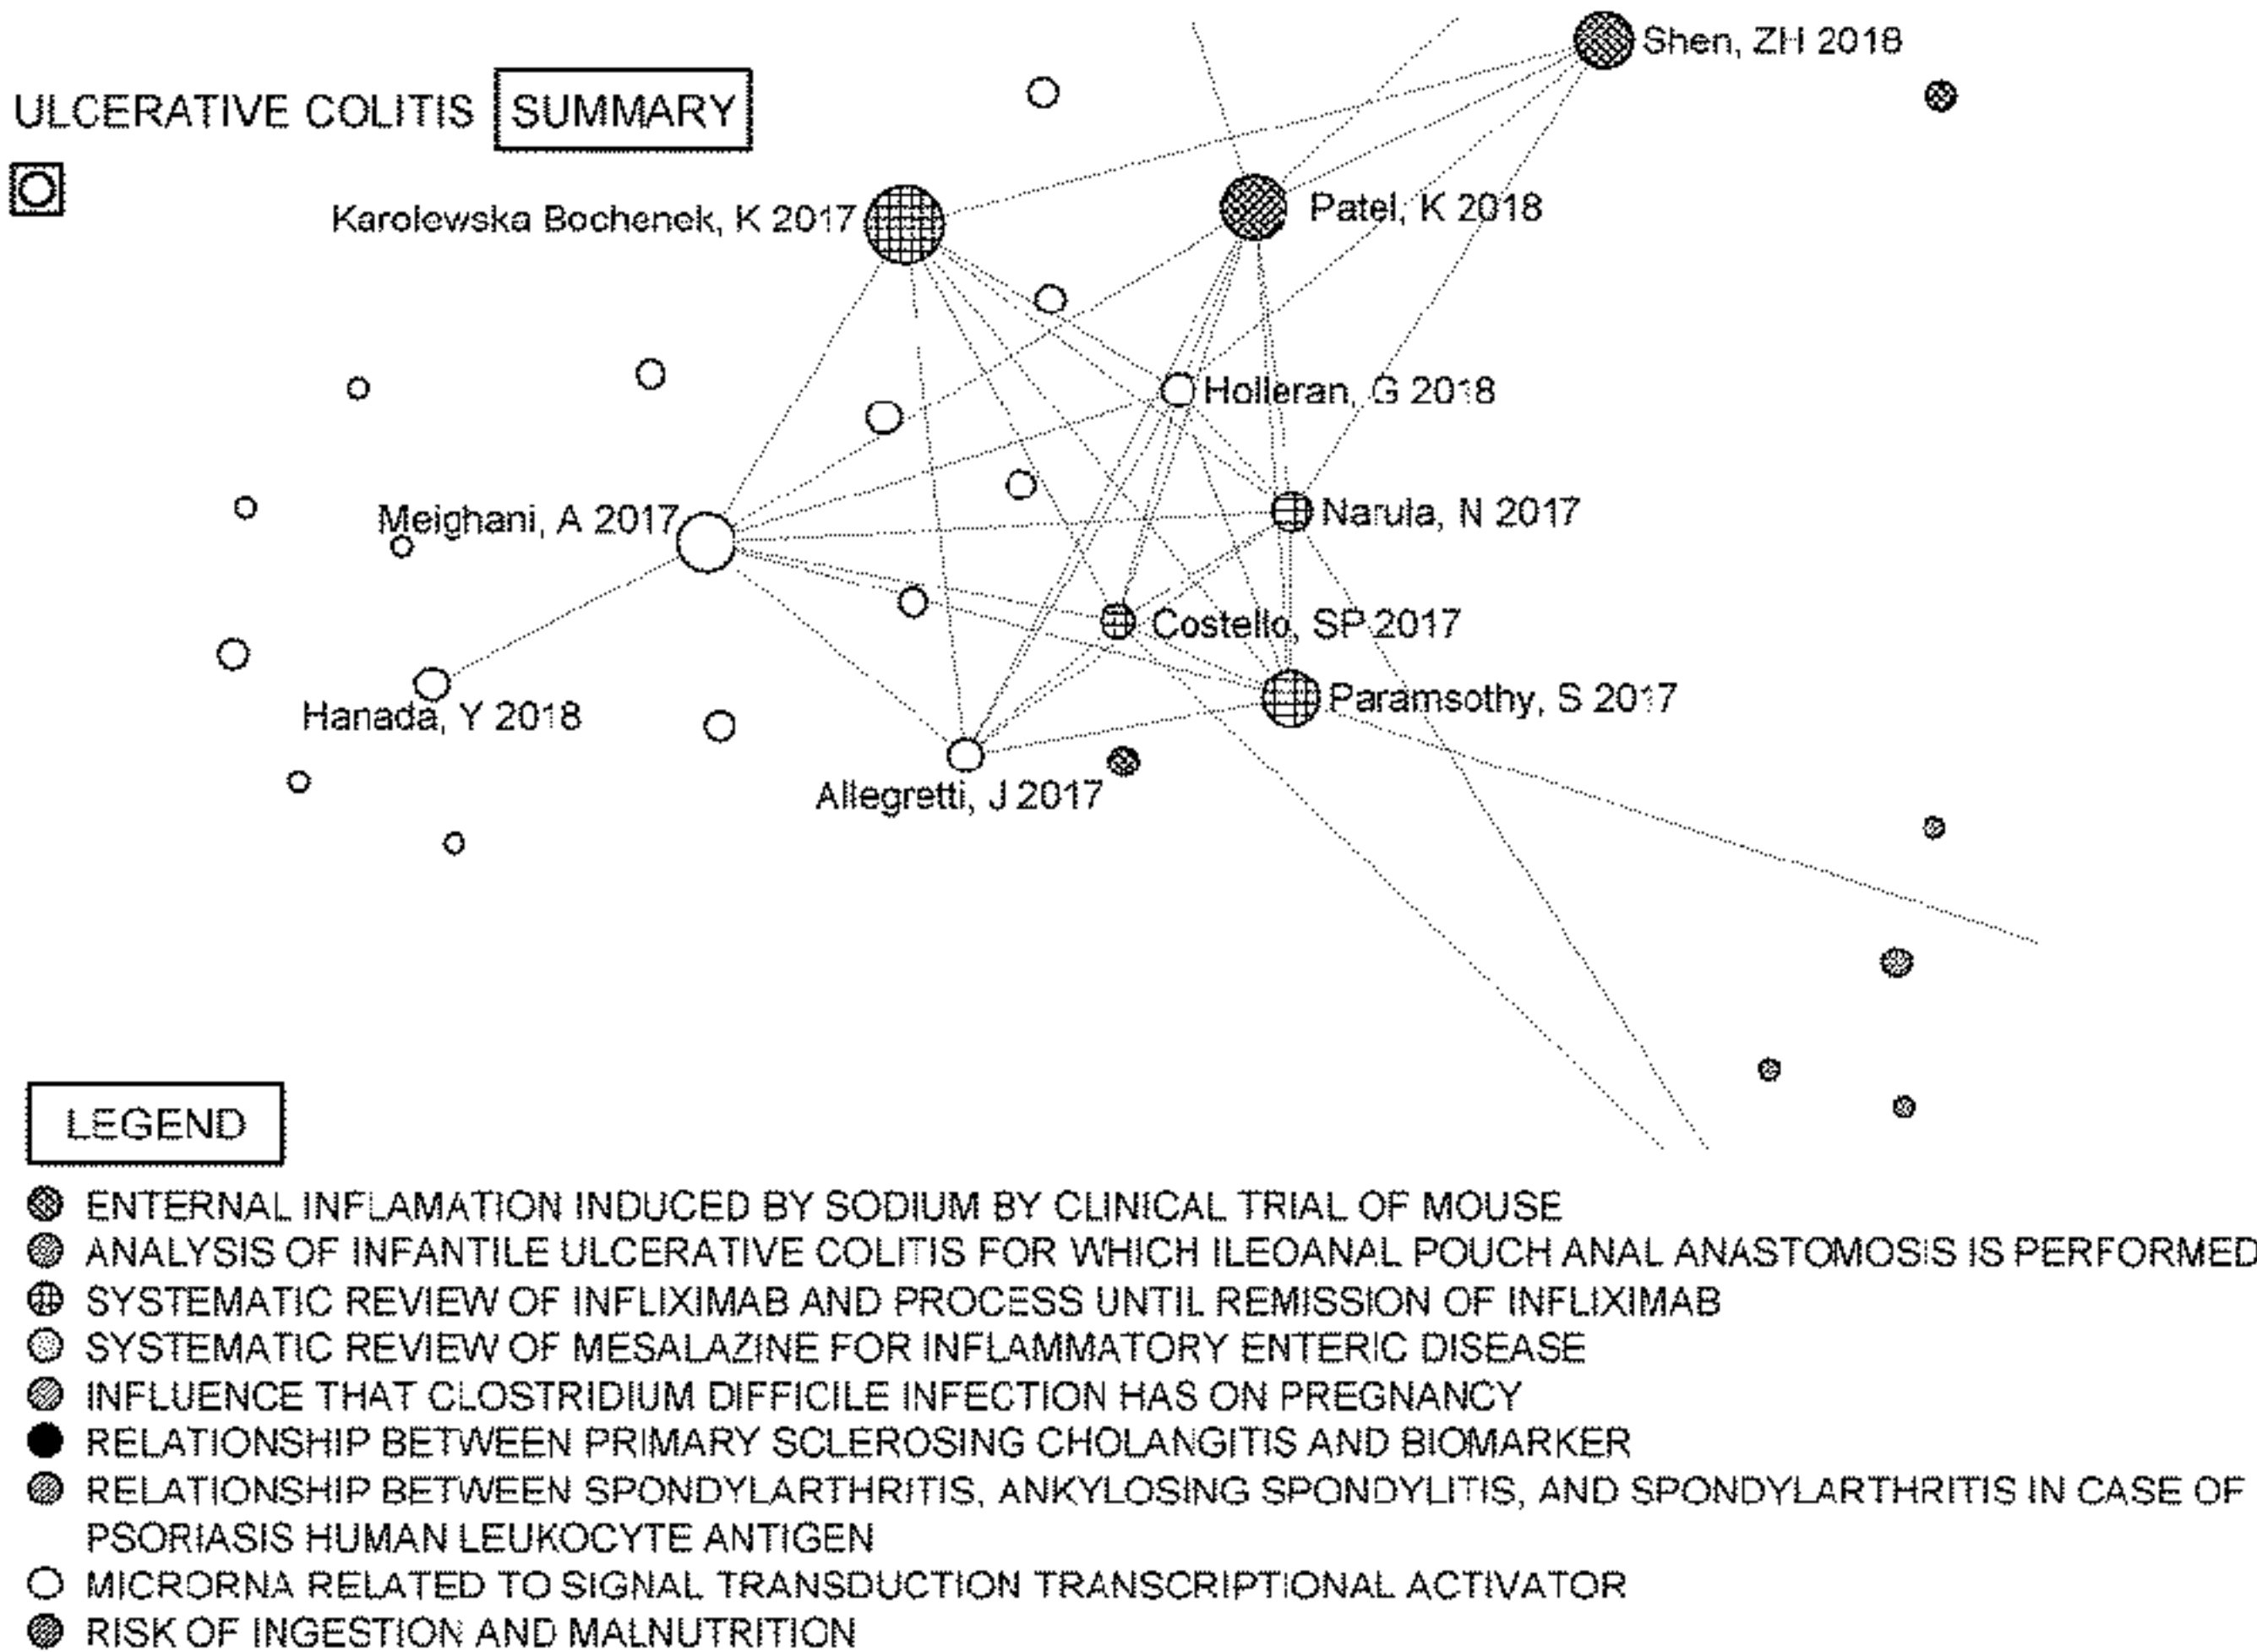 Shen, ZH 2018
ULCERATIVE COLITIS SUMMARY
Karolewska Bochenek, K 2017
Patel, K 2018
Holleran, G 2018
Meighani, A 2017
Narula, N 2017
Costello, SP 2017
Paramsothy, S 2017
Hanada, Y 2018
Allegretti, J 2017
LEGEND
ENTERNAL INFLAMATION INDUCED BY SODIUM BY CLINICAL TRIAL OF MOUSE
ANALYSIS OF INFANTILE ULCERATIVE COLITIS FOR WHICH ILEOANAL POUCH ANAL ANASTOMOSIS IS PERFORMED
SYSTEMATIC REVIEW OF INFLIXIMAB AND PROCESS UNTIL REMISSION OF INFLIXIMAB
SYSTEMATIC REVIEW OF MESALAZINE FOR INFLAMMATORY ENTERIC DISEASE
INFLUENCE THAT CLOSTRIDIUM DIFFICILE INFECTION HAS ON PREGNANCY
RELATIONSHIP BETWEEN PRIMARY SCLEROSING CHOLANGITIS AND BIOMARKER
RELATIONSHIP BETWEEN SPONDYLARTHRITIS, ANKYLOSING SPONDYLITIS, AND SPONDYLARTHRITIS IN CASE OF
PSORIASIS HUMAN LEUKOCYTE ANTIGEN
MICRORNA RELATED TO SIGNAL TRANSDUCTION TRANSCRIPTIONAL ACTIVATOR
RISK OF INGESTION AND MALNUTRITION